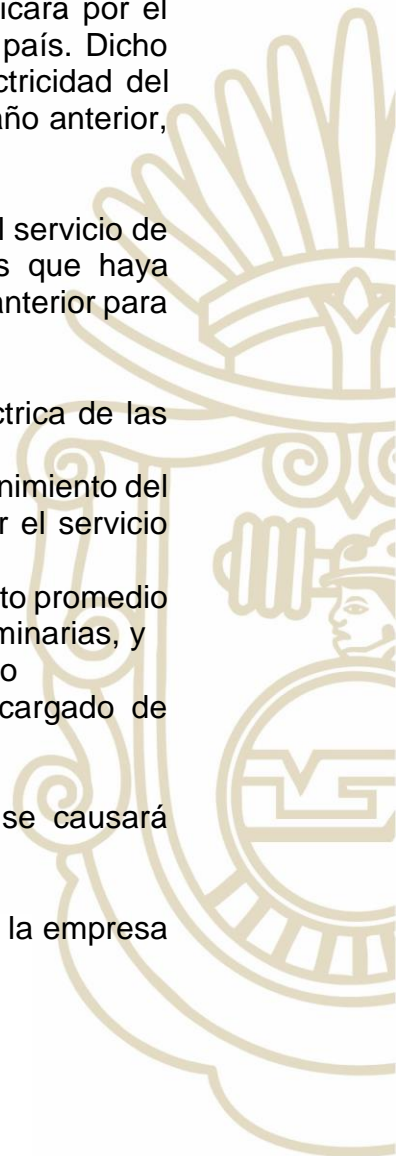 icará por el
país. Dicho
ctricidad del
año anterior,
l servicio de
s que haya
anterior para
ctrica de las
nimiento del
r el servicio
to promedio
minarias, y
o
cargado de
se causará
la empresa